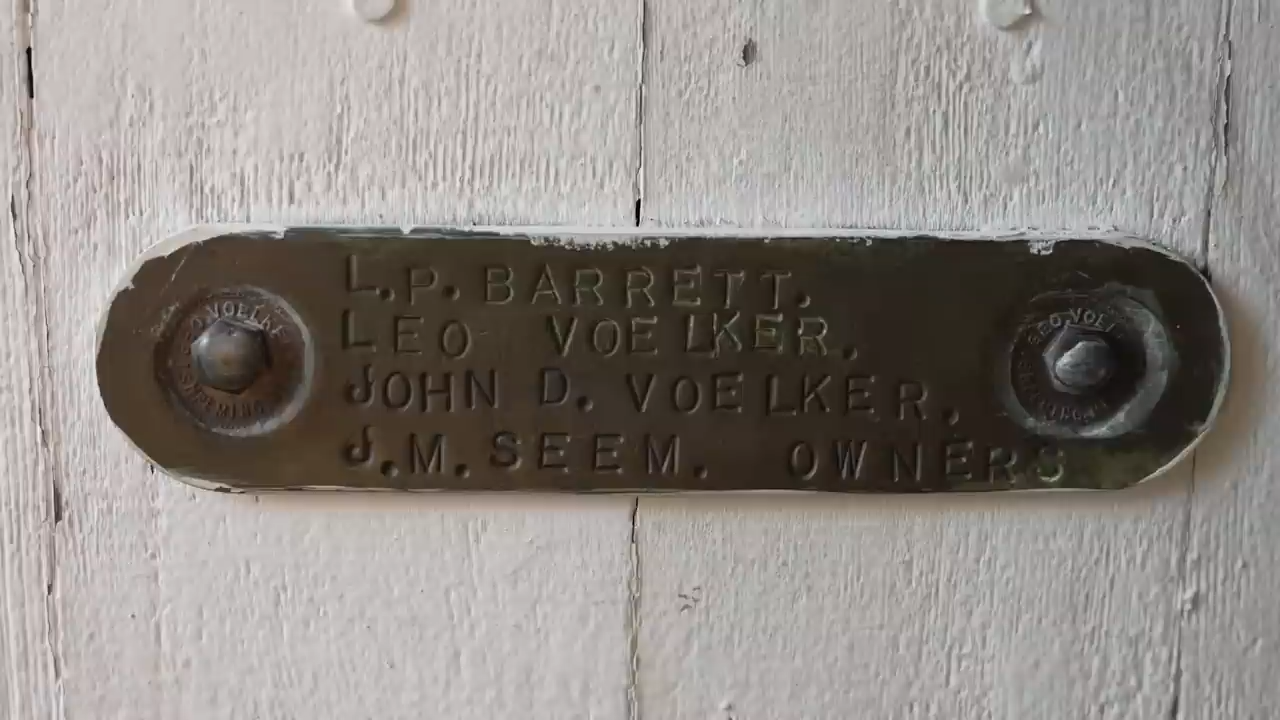 L.P. BARRETT.
LEO VOELKER.
JOHN D. VOELKER.
J.M. SEEM. OWNERS